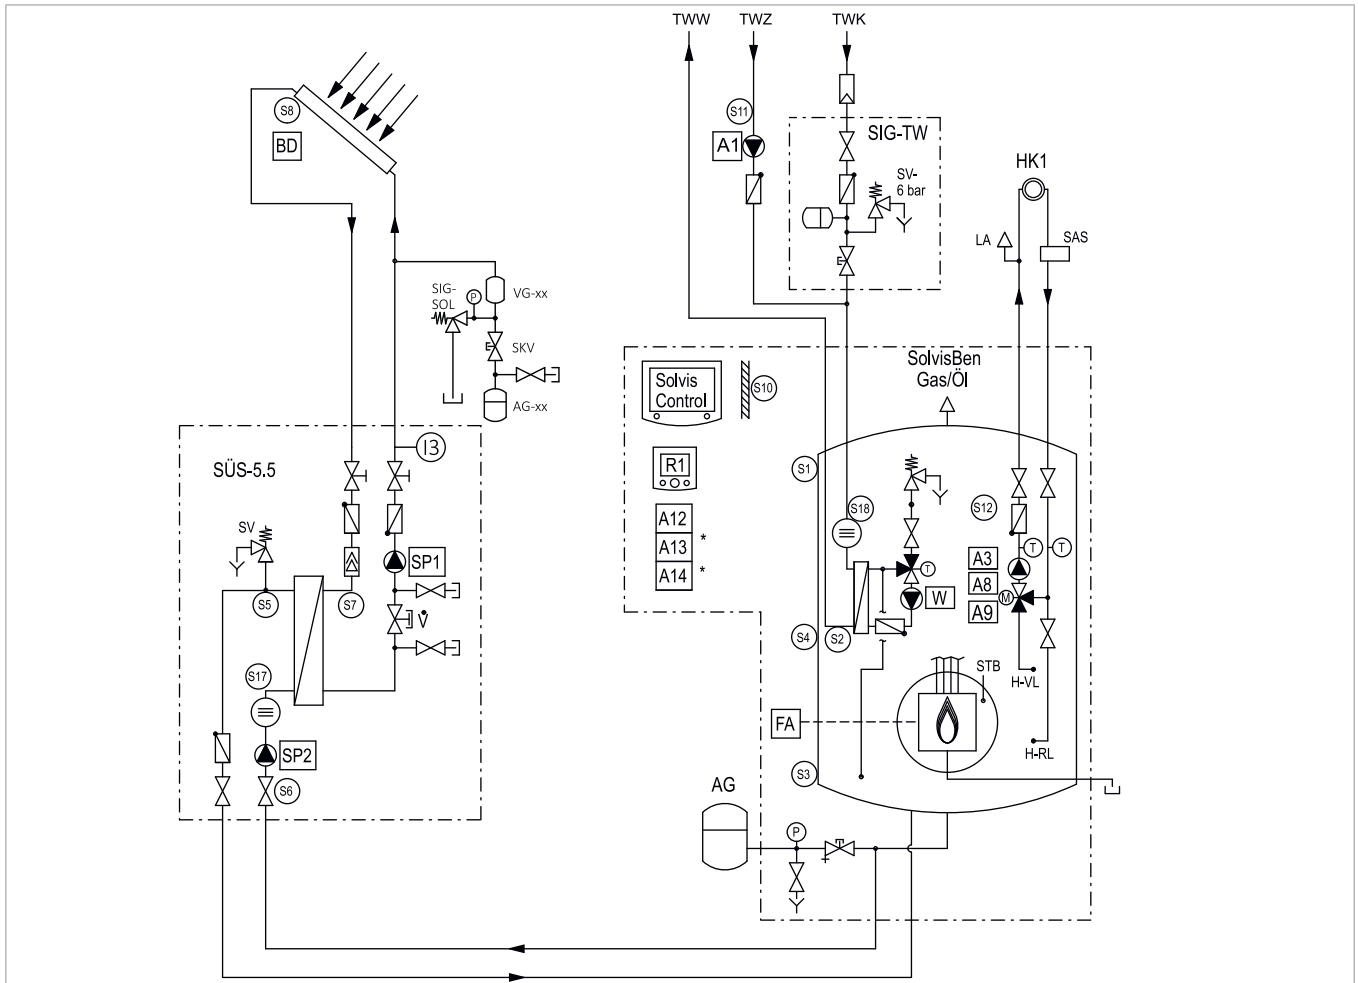 TWW TWZ TWK
S8
BD
S11
A1
SIG-TW
SV-
6 bar
HK1
LA
SAS
SIG-
SOL
P
VG-xx
SKV
AG-xx
SolvisBen
Gas/Öl
Solvis
Control
S10
I3
SÜS-5.5
R1
S1
S18
S12
A12
A13 *
A14 *
SV
SP1
T
T
T
A3
A8
A9
M
W
S5
S7
V̇
S4
S2
S17
STB
H-VL
FA
H-RL
SP2
S6
S3
AG
P